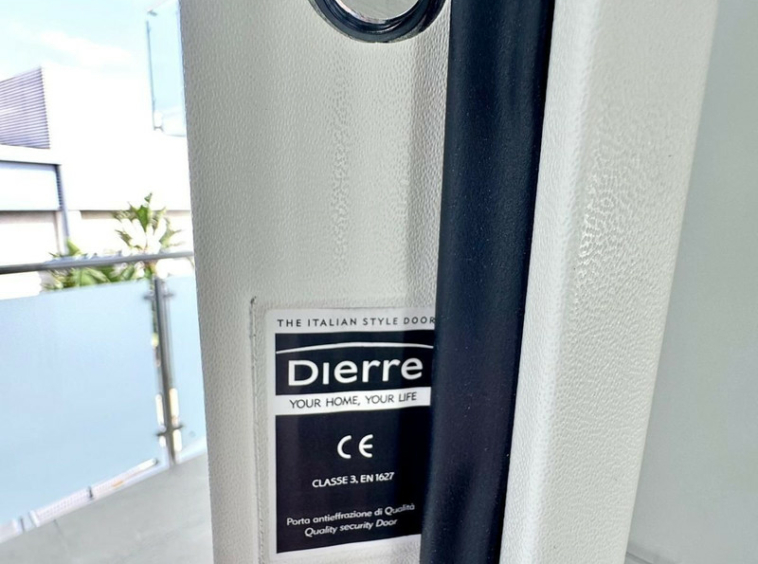 THE ITALIAN STYLE DOOR
Dierre
YOUR HOME, YOUR LIFE
CE
CLASSE 3, EN 1627
Porta antieffrazione di Qualità
Quality security Door